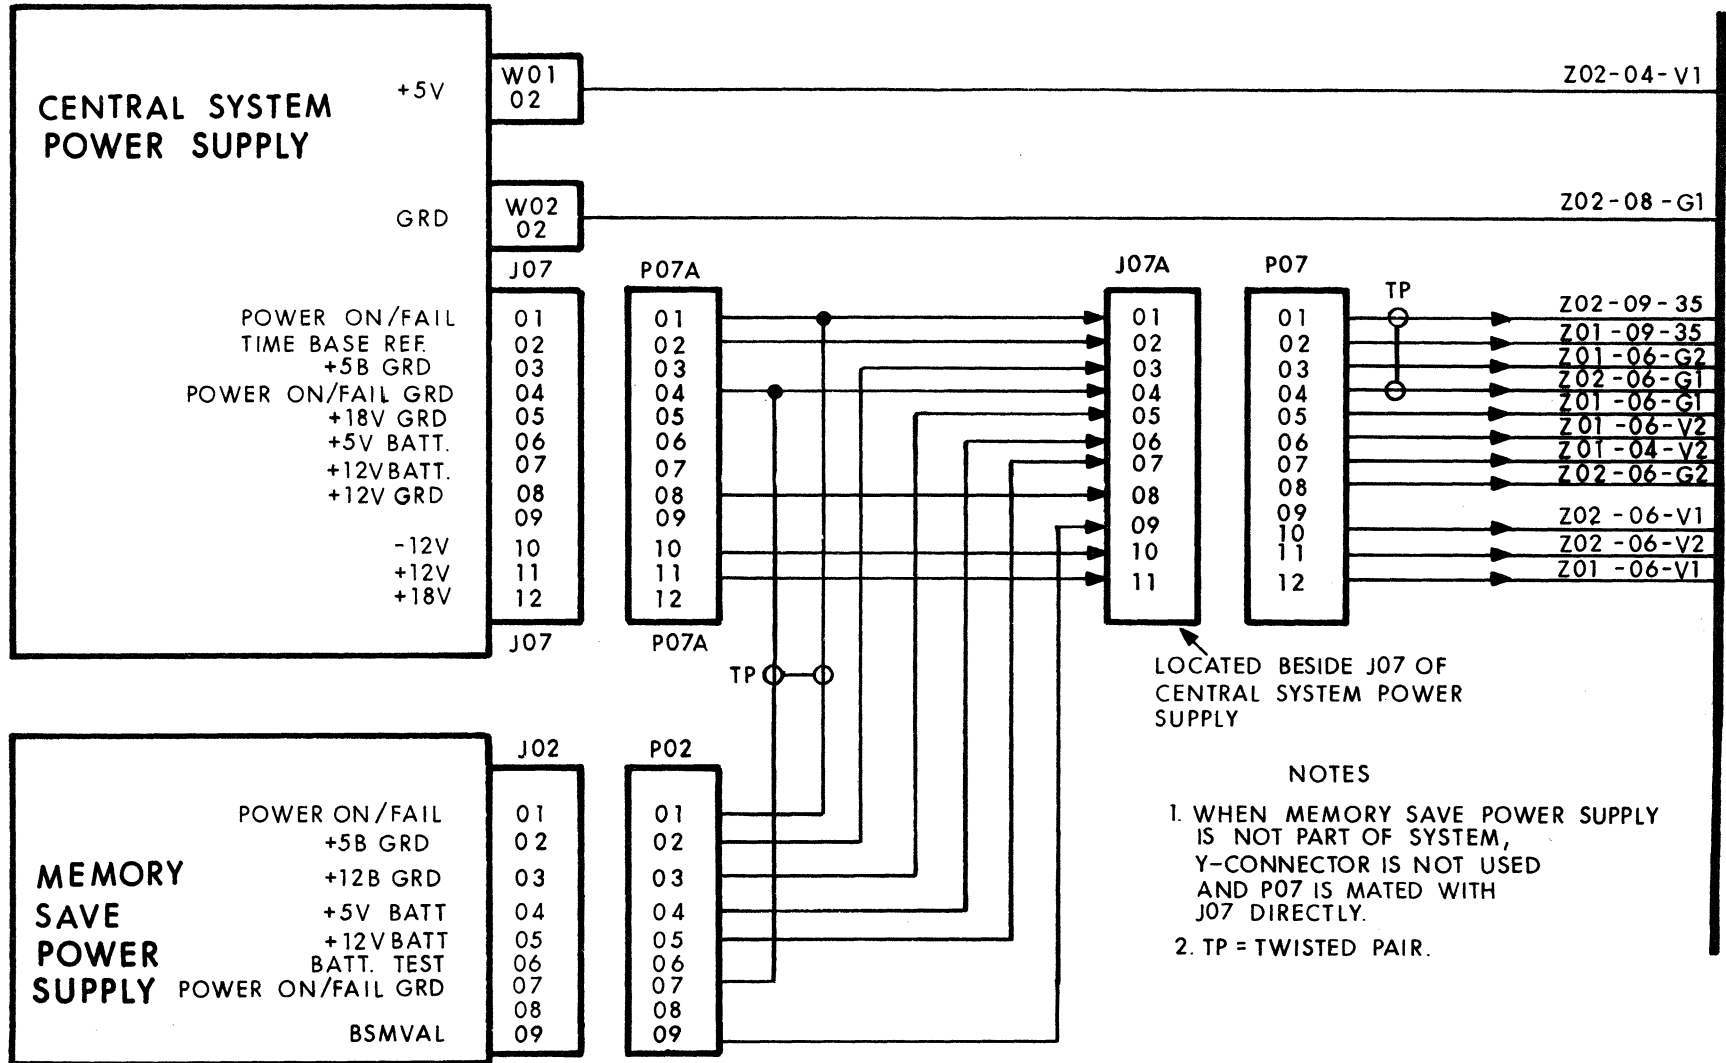 CENTRAL SYSTEM
POWER SUPPLY
+5V
W01
02
Z02-04-V1
GRD
W02
02
Z02-08-G1
J07
P07A
J07A
P07
TP
POWER ON/FAIL
TIME BASE REF.
+5B GRD
POWER ON/FAIL GRD
+18V GRD
+5V BATT.
+12V BATT.
+12V GRD
-12V
+12V
+18V
01
02
03
04
05
06
07
08
09
10
11
12
J07
01
02
03
04
05
06
07
08
09
10
11
12
P07A
01
02
03
04
05
06
07
08
09
10
11
01
02
03
04
05
06
07
08
09
10
11
12
Z02-09-35
Z01-09-35
Z01-06-G2
Z02-06-G1
Z01-06-G1
Z01-06-V2
Z01-04-V2
Z02-06-G2
Z02-06-V1
Z02-06-V2
Z01-06-V1
TP
LOCATED BESIDE J07 OF
CENTRAL SYSTEM POWER
SUPPLY
MEMORY
SAVE
POWER
SUPPLY
J02
P02
POWER ON/FAIL
+5B GRD
+12B GRD
+5V BATT
+12V BATT
BATT. TEST
POWER ON/FAIL GRD
BSMVAL
01
02
03
04
05
06
07
08
09
01
02
03
04
05
06
07
08
09
NOTES
1. WHEN MEMORY SAVE POWER SUPPLY
IS NOT PART OF SYSTEM,
Y-CONNECTOR IS NOT USED
AND P07 IS MATED WITH
J07 DIRECTLY.
2. TP = TWISTED PAIR.